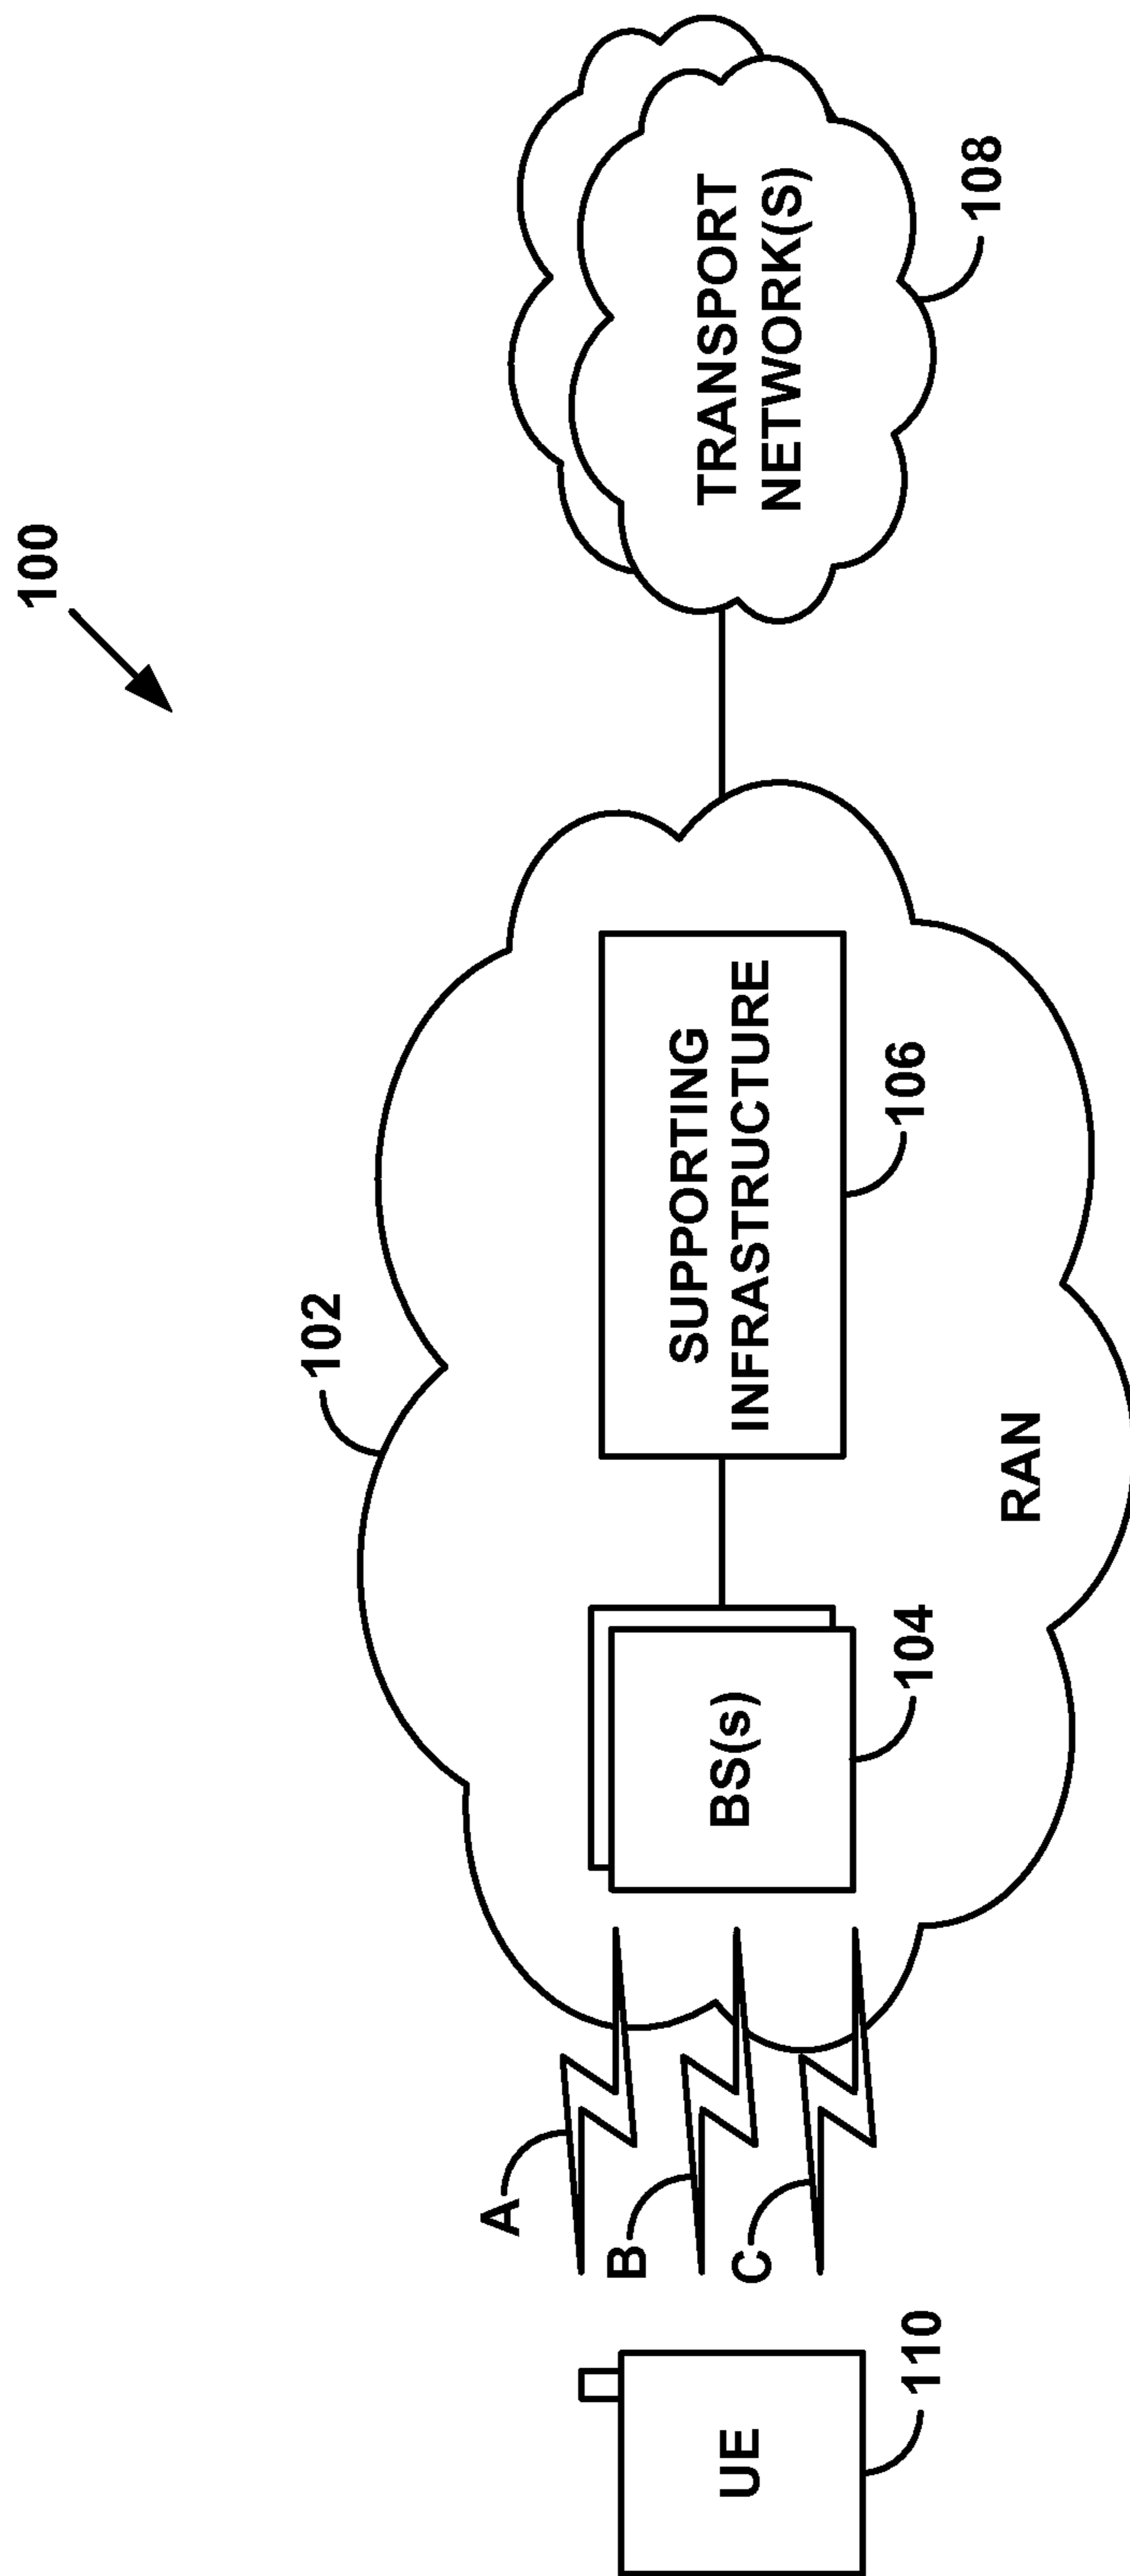 100
102
A
B
C
UE
110
BS(s)
104
SUPPORTING
INFRASTRUCTURE
106
RAN
TRANSPORT
NETWORK(S)
108